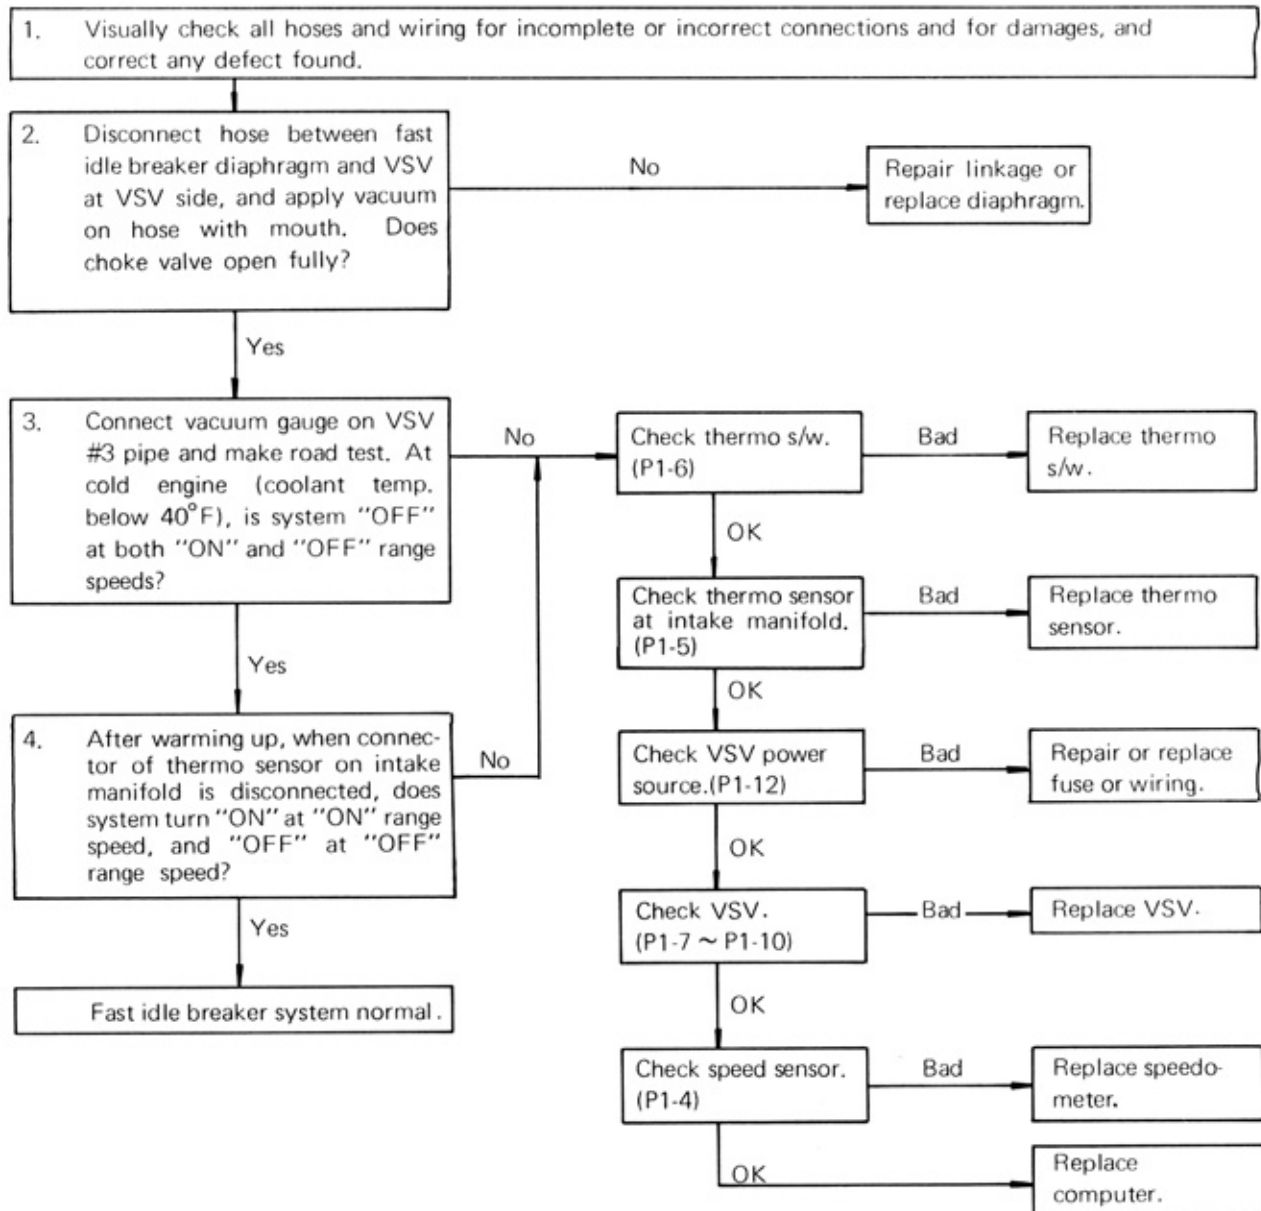 1. Visually check all hoses and wiring for incomplete or incorrect connections and for damages, and
correct any defect found.
2. Disconnect hose between fast
idle breaker diaphragm and VSV
at VSV side, and apply vacuum
on hose with mouth. Does
choke valve open fully?
No
Repair linkage or
replace diaphragm.
Yes
3. Connect vacuum gauge on VSV
#3 pipe and make road test. At
cold engine (coolant temp.
below 40°F), is system "OFF"
at both "ON" and "OFF" range
speeds?
No
Check thermo s/w.
(P1-6)
Bad
Replace thermo
s/w.
OK
Check thermo sensor
at intake manifold.
(P1-5)
Bad
Replace thermo
sensor.
Yes
OK
4. After warming up, when connec-
tor of thermo sensor on intake
manifold is disconnected, does
system turn "ON" at "ON" range
speed, and "OFF" at "OFF"
range speed?
No
Check VSV power
source.(P1-12)
Bad
Repair or replace
fuse or wiring.
OK
Yes
Check VSV.
(P1-7 ~ P1-10)
Bad
Replace VSV.
Fast idle breaker system normal.
OK
Check speed sensor.
(P1-4)
Bad
Replace speedo-
meter.
OK
Replace
computer.